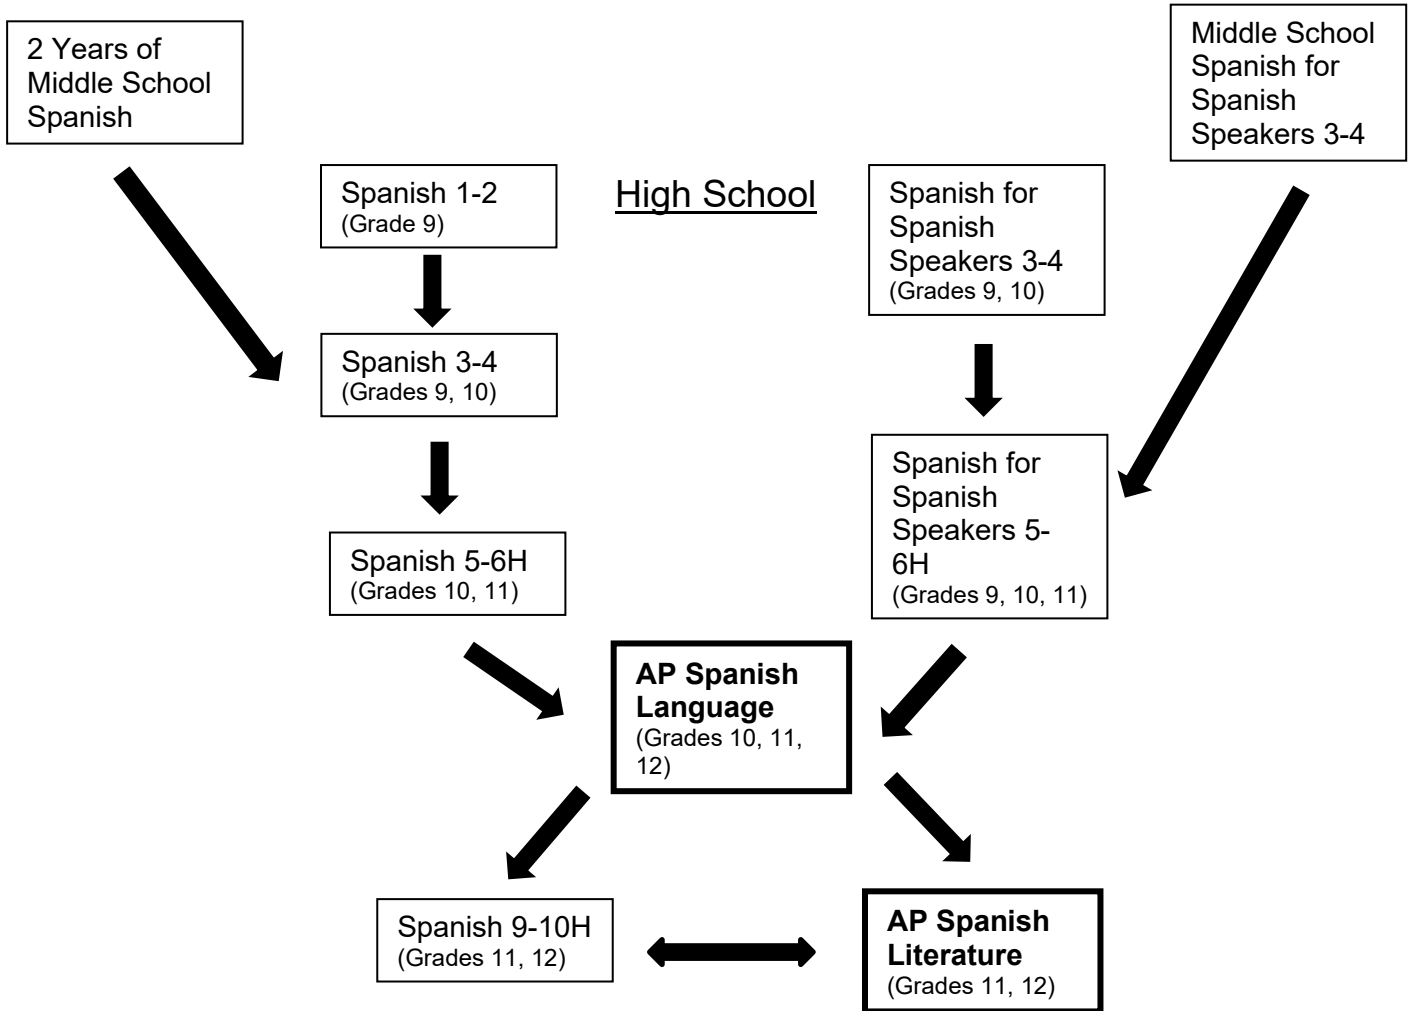 2 Years of
Middle School
Spanish
Middle School
Spanish for
Spanish
Speakers 3-4
Spanish 1-2
(Grade 9)
High School
Spanish for
Spanish
Speakers 3-4
(Grades 9, 10)
Spanish 3-4
(Grades 9, 10)
Spanish for
Spanish
Speakers 5-
6H
(Grades 9, 10, 11)
Spanish 5-6H
(Grades 10, 11)
AP Spanish
Language
(Grades 10, 11,
12)
Spanish 9-10H
(Grades 11, 12)
AP Spanish
Literature
(Grades 11, 12)